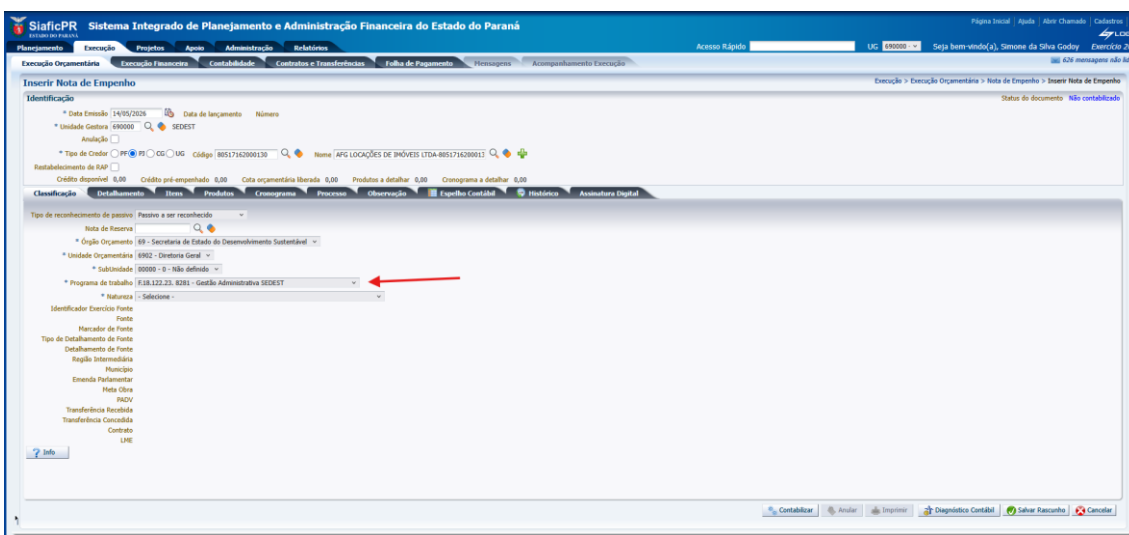 SiaficPR Sistema Integrado de Planejamento e Administração Financeira do Estado do Paraná
ESTADO DO PARANÁ
Página Inicial | Ajuda | Abrir Chamado | Cadastros
Planejamento Execução Projetos Apoio Administração Relatórios Acesso Rápido UG 690000 - Seja bem-vindo(a), Simone da Silva Godoy Exercício 2
Execução Orçamentária Execução Financeira Contabilidade Contratos e Transferências Folha de Pagamento Mensagens Acompanhamento Execução 626 mensagens não
Inserir Nota de Empenho Execução > Execução Orçamentária > Nota de Empenho > Inserir Nota de Empenho
Identificação Status do documento Não contabilizado
* Data Emissão 14/05/2026 Data de lançamento Número
* Unidade Gestora 690000 SEDEST
Anulação
* Tipo de Credor PF PJ CG UG Código 80517162000130 Nome AFG LOCAÇÕES DE IMÓVEIS LTDA-8051716200013
Restabelecimento de RAP
Crédito disponível 0,00 Crédito pré-empenhado 0,00 Cota orçamentária liberada 0,00 Produtos a detalhar 0,00 Cronograma a detalhar 0,00
Classificação Detalhamento Itens Produtos Cronograma Processo Observação Espelho Contábil Histórico Assinatura Digital
Tipo de reconhecimento de passivo Passivo a ser reconhecido
Nota de Reserva
* Órgão Orçamento 69 - Secretaria de Estado do Desenvolvimento Sustentável
* Unidade Orçamentária 6902 - Diretoria Geral
* SubUnidade 00000 - 0 - Não definido
* Programa de trabalho F.18.122.23. 8281 - Gestão Administrativa SEDEST
* Natureza - Selecione -
Identificador Exercício Fonte
Fonte
Marcador de Fonte
Tipo de Detalhamento de Fonte
Detalhamento de Fonte
Região Intermediária
Município
Emenda Parlamentar
Meta Obra
PADV
Transferência Recebida
Transferência Concedida
Contrato
LME
? Info
Contabilizar Anular Imprimir Diagnóstico Contábil Salvar Rascunho Cancelar